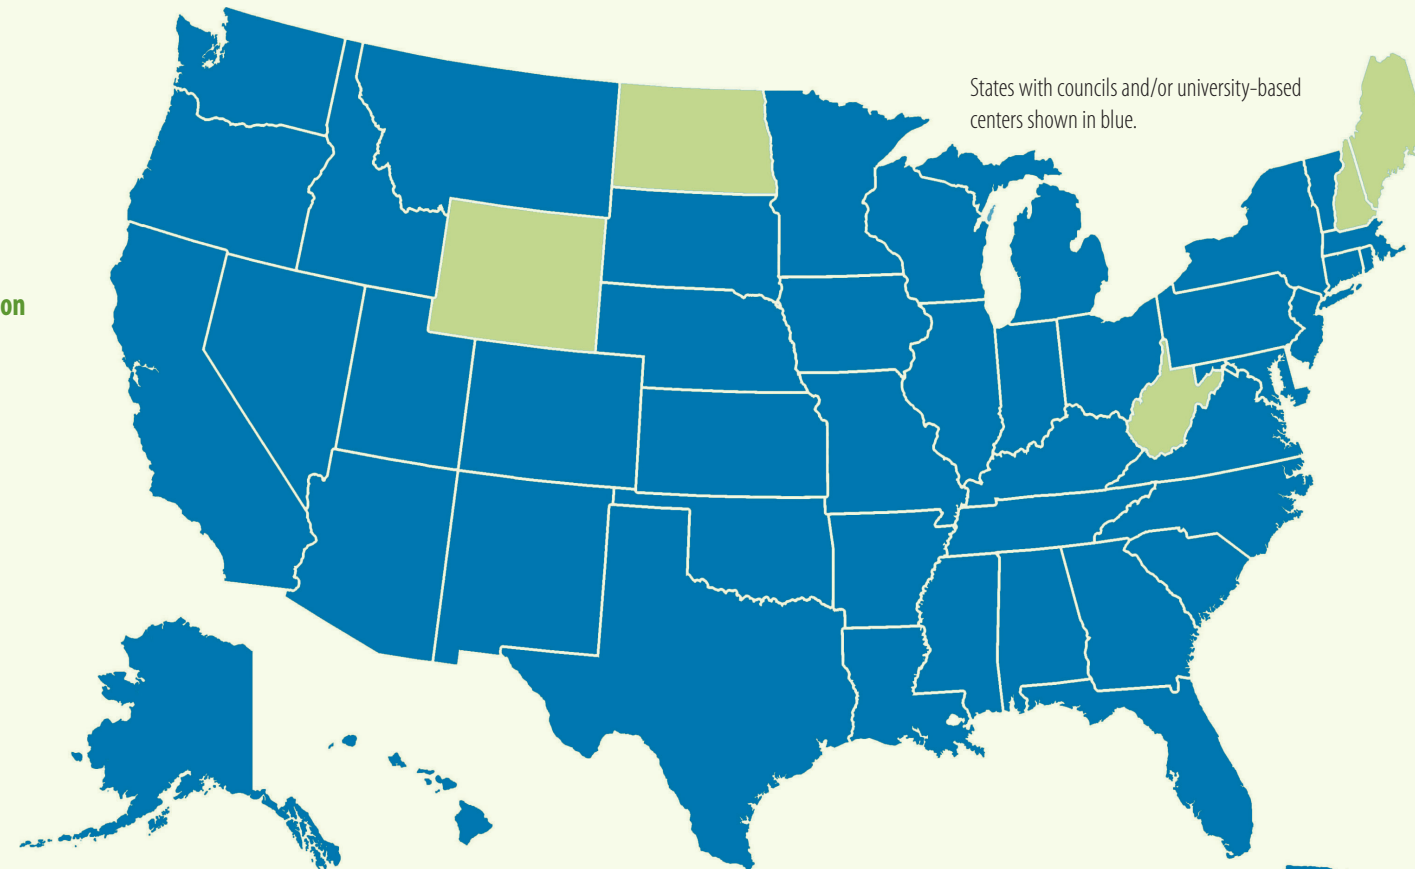 States with councils and/or university-based
centers shown in blue.
on